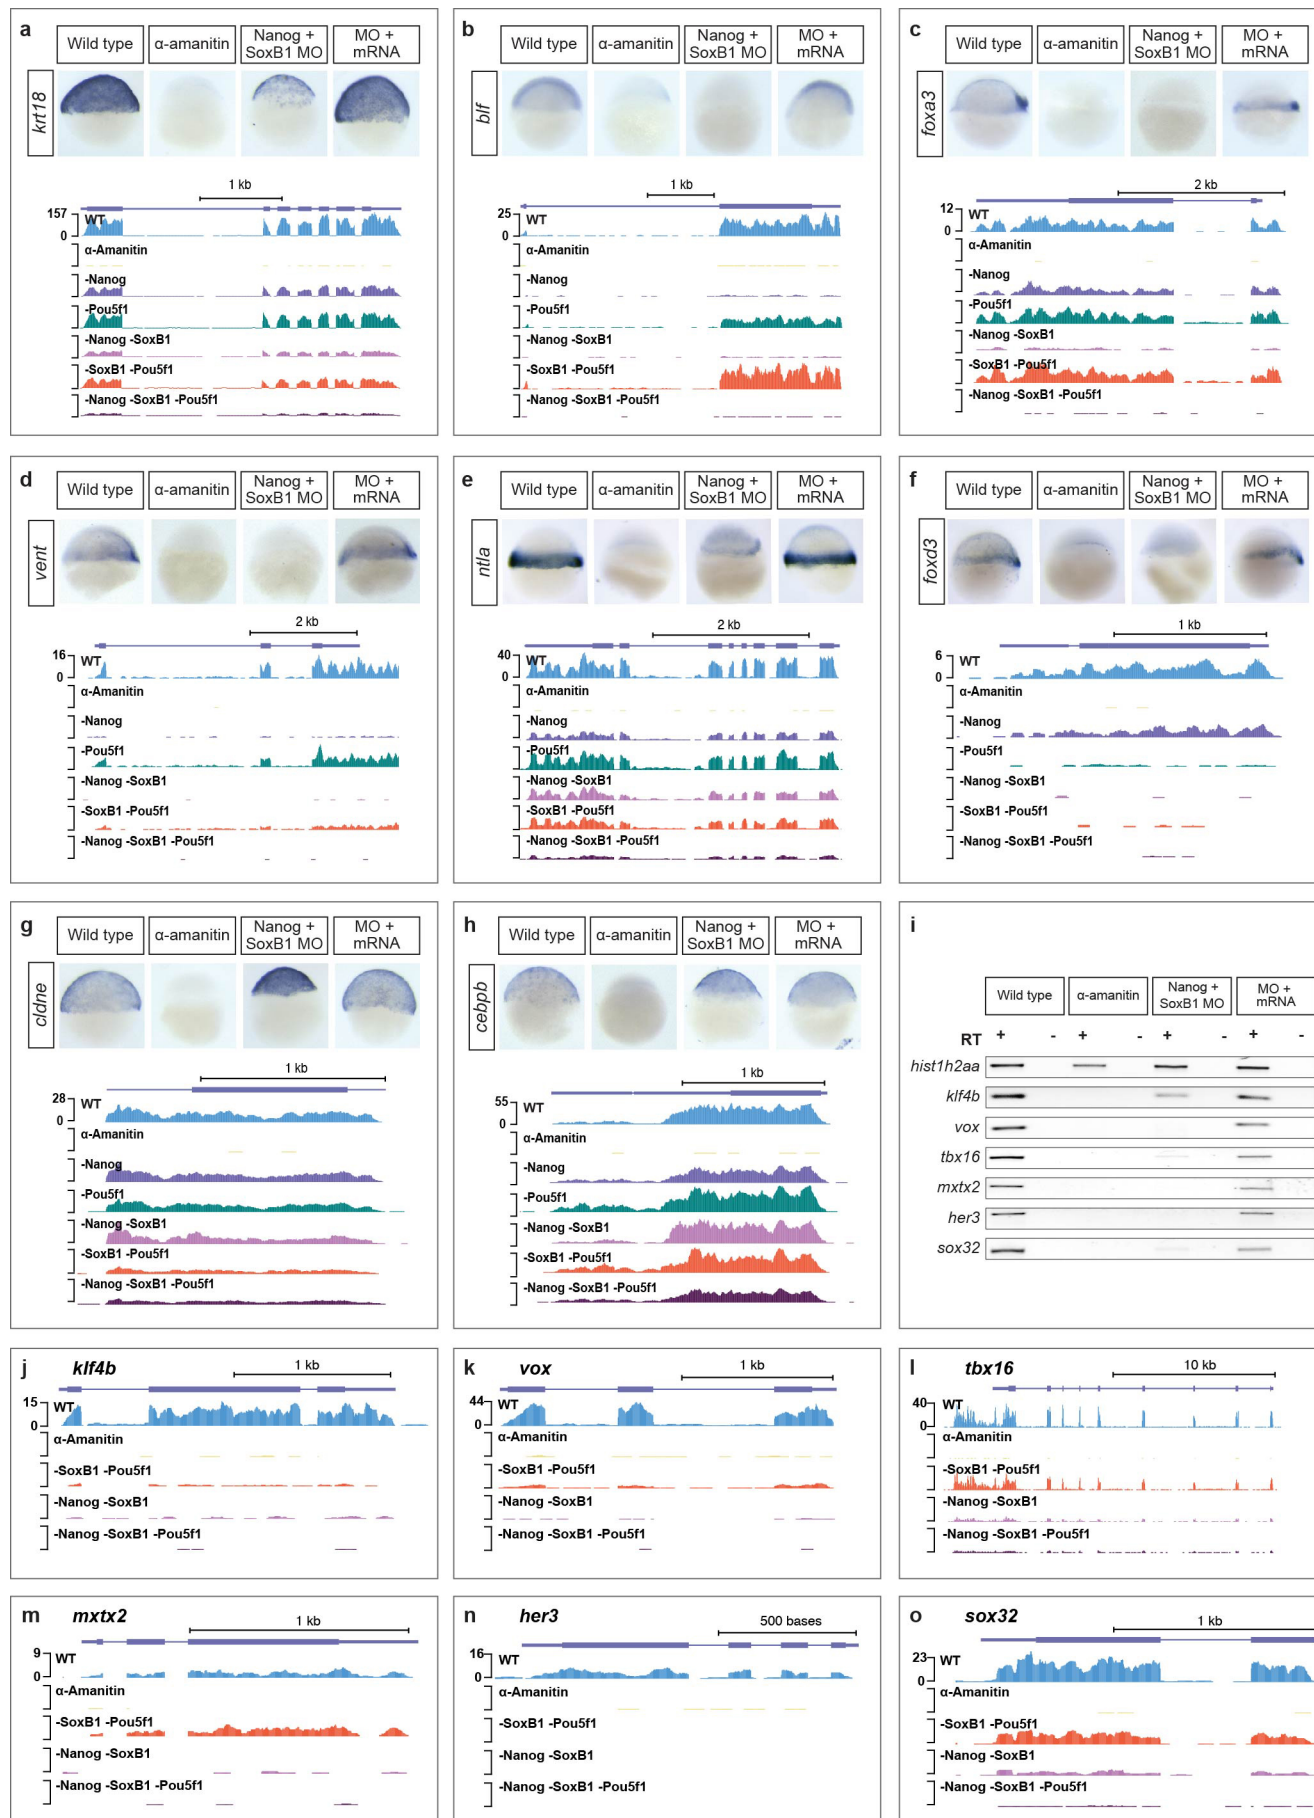 a
Wild type
α-amanitin
Nanog +
SoxB1 MO
MO +
mRNA
krt18
1 kb
157
0
WT
α-Amanitin
-Nanog
-Pou5f1
-Nanog -SoxB1
-SoxB1 -Pou5f1
-Nanog -SoxB1 -Pou5f1
b
Wild type
α-amanitin
Nanog +
SoxB1 MO
MO +
mRNA
blf
1 kb
25
0
WT
α-Amanitin
-Nanog
-Pou5f1
-Nanog -SoxB1
-SoxB1 -Pou5f1
-Nanog -SoxB1 -Pou5f1
c
Wild type
α-amanitin
Nanog +
SoxB1 MO
MO +
mRNA
foxa3
2 kb
12
0
WT
α-Amanitin
-Nanog
-Pou5f1
-Nanog -SoxB1
-SoxB1 -Pou5f1
-Nanog -SoxB1 -Pou5f1
d
Wild type
α-amanitin
Nanog +
SoxB1 MO
MO +
mRNA
vent
2 kb
16
0
WT
α-Amanitin
-Nanog
-Pou5f1
-Nanog -SoxB1
-SoxB1 -Pou5f1
-Nanog -SoxB1 -Pou5f1
e
Wild type
α-amanitin
Nanog +
SoxB1 MO
MO +
mRNA
ntla
2 kb
40
0
WT
α-Amanitin
-Nanog
-Pou5f1
-Nanog -SoxB1
-SoxB1 -Pou5f1
-Nanog -SoxB1 -Pou5f1
f
Wild type
α-amanitin
Nanog +
SoxB1 MO
MO +
mRNA
foxd3
1 kb
6
0
WT
α-Amanitin
-Nanog
-Pou5f1
-Nanog -SoxB1
-SoxB1 -Pou5f1
-Nanog -SoxB1 -Pou5f1
g
Wild type
α-amanitin
Nanog +
SoxB1 MO
MO +
mRNA
cldne
1 kb
28
0
WT
α-Amanitin
-Nanog
-Pou5f1
-Nanog -SoxB1
-SoxB1 -Pou5f1
-Nanog -SoxB1 -Pou5f1
h
Wild type
α-amanitin
Nanog +
SoxB1 MO
MO +
mRNA
cebpb
1 kb
55
0
WT
α-Amanitin
-Nanog
-Pou5f1
-Nanog -SoxB1
-SoxB1 -Pou5f1
-Nanog -SoxB1 -Pou5f1
i
Wild type
α-amanitin
Nanog +
SoxB1 MO
MO +
mRNA
RT + - + - + - + -
hist1h2aa
klf4b
vox
tbx16
mxtx2
her3
sox32
j klf4b
1 kb
15
0
WT
α-Amanitin
-SoxB1 -Pou5f1
-Nanog -SoxB1
-Nanog -SoxB1 -Pou5f1
k vox
1 kb
44
0
WT
α-Amanitin
-SoxB1 -Pou5f1
-Nanog -SoxB1
-Nanog -SoxB1 -Pou5f1
l tbx16
10 kb
40
0
WT
α-Amanitin
-SoxB1 -Pou5f1
-Nanog -SoxB1
-Nanog -SoxB1 -Pou5f1
m mxtx2
1 kb
9
0
WT
α-Amanitin
-SoxB1 -Pou5f1
-Nanog -SoxB1
-Nanog -SoxB1 -Pou5f1
n her3
500 bases
16
0
WT
α-Amanitin
-SoxB1 -Pou5f1
-Nanog -SoxB1
-Nanog -SoxB1 -Pou5f1
o sox32
1 kb
23
0
WT
α-Amanitin
-SoxB1 -Pou5f1
-Nanog -SoxB1
-Nanog -SoxB1 -Pou5f1